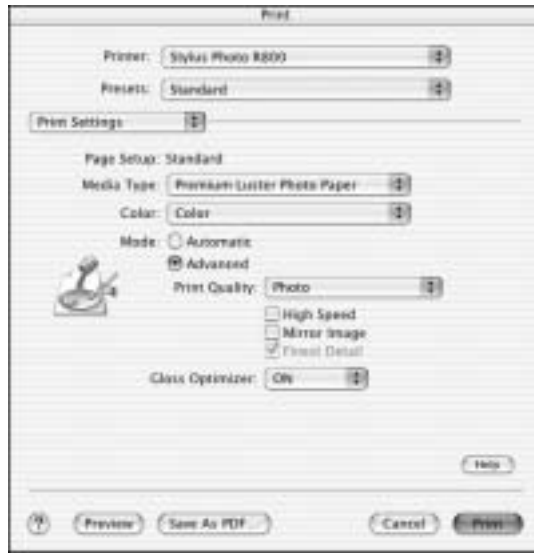 Print
Printer: Stylus Photo R800
Presets: Standard
Print Settings
Page Setup: Standard
Media Type: Premium Luster Photo Paper
Color: Color
Mode: Automatic
Advanced
Print Quality: Photo
High Speed
Mirror Image
Finest Detail
Gloss Optimizer: ON
Help
? Preview Save As PDF... Cancel Print